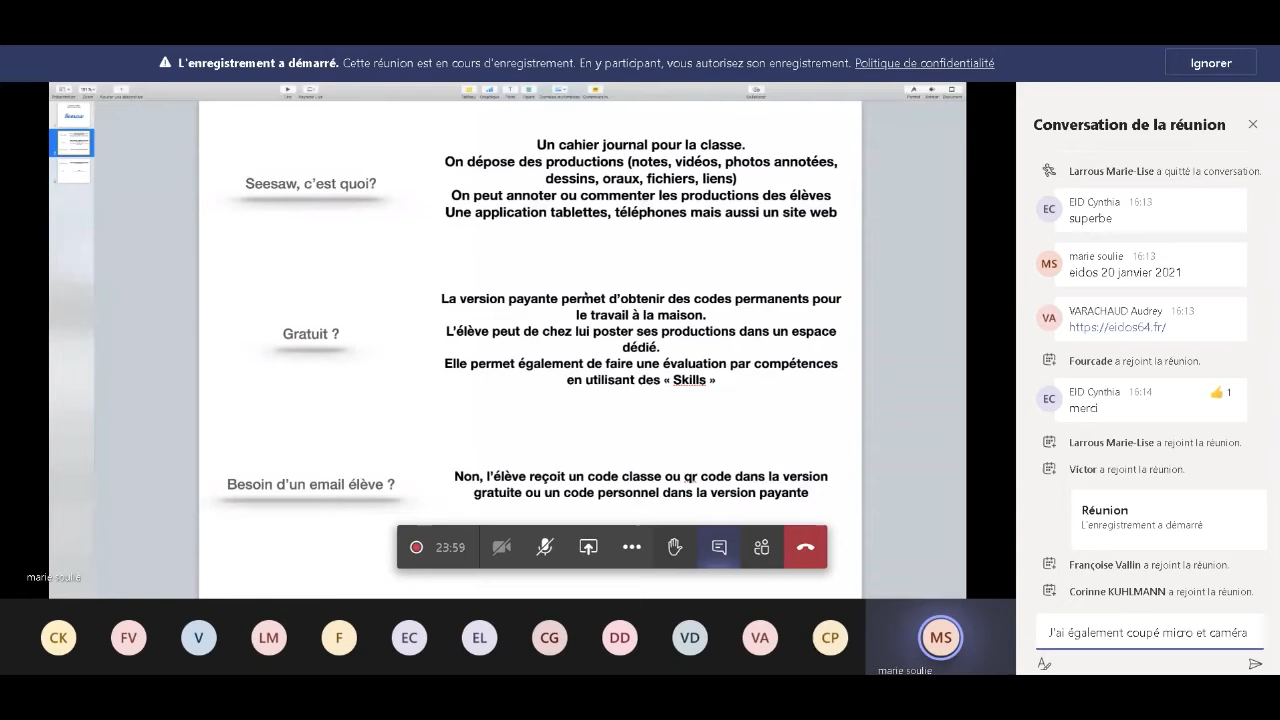 L'enregistrement a démarré. Cette réunion est en cours d'enregistrement. En y participant, vous autorisez son enregistrement. Politique de confidentialité
Ignorer
Seesaw, c'est quoi?
Un cahier journal pour la classe.
On dépose des productions (notes, vidéos, photos annotées,
dessins, oraux, fichiers, liens)
On peut annoter ou commenter les productions des élèves
Une application tablettes, téléphones mais aussi un site web
Gratuit ?
La version payante permet d'obtenir des codes permanents pour
le travail à la maison.
L'élève peut de chez lui poster ses productions dans un espace
dédié.
Elle permet également de faire une évaluation par compétences
en utilisant des « Skills »
Besoin d'un email élève ?
Non, l'élève reçoit un code classe ou qr code dans la version
gratuite ou un code personnel dans la version payante
23:59
marie soulie
CK
FV
V
LM
F
EC
EL
CG
DD
VD
VA
CP
MS
marie soulie
Conversation de la réunion
Larrous Marie-Lise a quitté la conversation.
EC
EID Cynthia 16:13
superbe
MS
marie soulie 16:13
eidos 20 janvier 2021
VA
VARACHAUD Audrey 16:13
https://eidos64.fr/
Fourcade a rejoint la réunion.
EC
EID Cynthia 16:14
👍 1
merci
Larrous Marie-Lise a rejoint la réunion.
Victor a rejoint la réunion.
Réunion
L'enregistrement a démarré
Françoise Vallin a rejoint la réunion.
Corinne KUHLMANN a rejoint la réunion.
J'ai également coupé micro et caméra